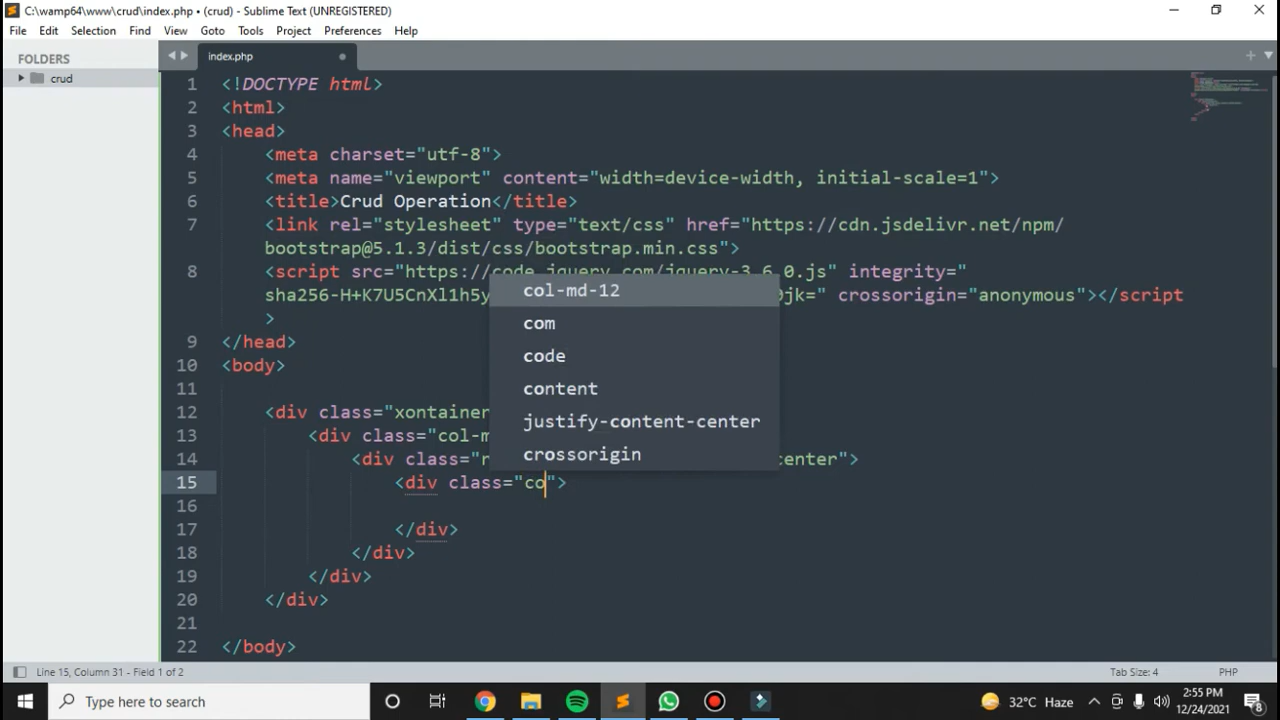 C:\wamp64\www\crud\index.php • (crud) - Sublime Text (UNREGISTERED)
File Edit Selection Find View Goto Tools Project Preferences Help
FOLDERS
crud
index.php
1 <!DOCTYPE html>
2 <html>
3 <head>
4 <meta charset="utf-8">
5 <meta name="viewport" content="width=device-width, initial-scale=1">
6 <title>Crud Operation</title>
7 <link rel="stylesheet" type="text/css" href="https://cdn.jsdelivr.net/npm/
bootstrap@5.1.3/dist/css/bootstrap.min.css">
8 <script src="https://code.jquery.com/jquery-3.6.0.js" integrity="
sha256-H+K7U5CnXl1h5y 0jk=" crossorigin="anonymous"></script
>
9 </head>
10 <body>
11
12 <div class="xontainer
13 <div class="col-m
14 <div class="r center">
15 <div class="co">
16
17 </div>
18 </div>
19 </div>
20 </div>
21
22 </body>
col-md-12
com
code
content
justify-content-center
crossorigin
Line 15, Column 31 - Field 1 of 2
Tab Size: 4
PHP
Type here to search
32°C Haze
2:55 PM
12/24/2021
8